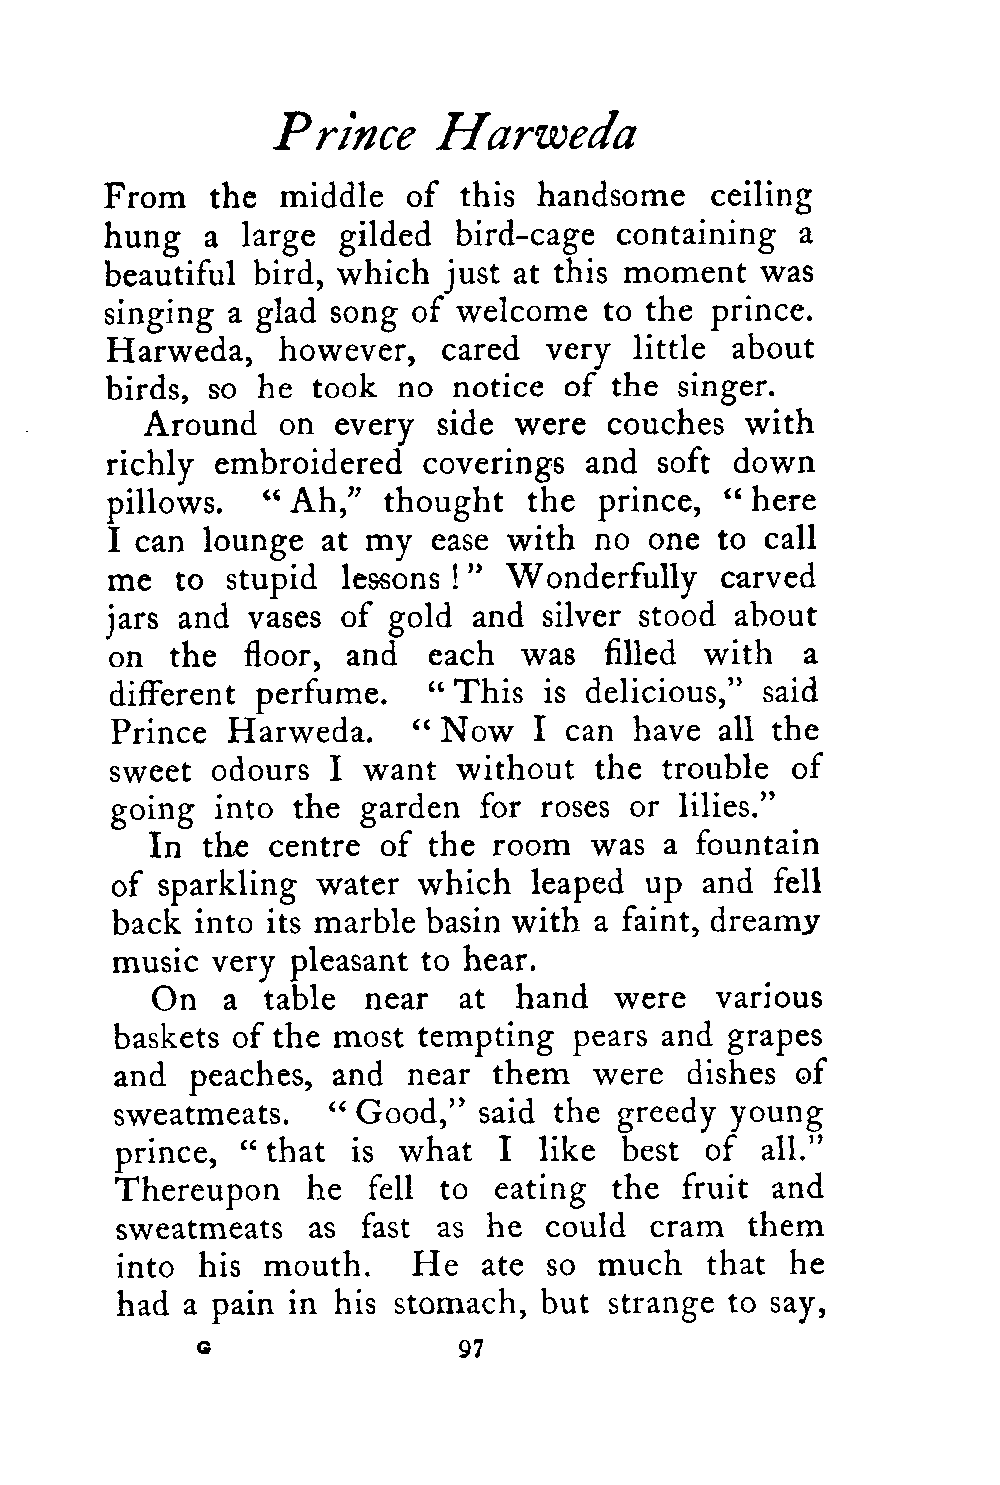 Prince Harweda
From the middle of this handsome ceiling
hung a large gilded bird-cage containing a
beautiful bird, which just at this moment was
singing a glad song of welcome to the prince.
Harweda, however, cared very little about
birds, so he took no notice of the singer.
Around on every side were couches with
richly embroidered coverings and soft down
pillows. “ Ah,” thought the prince, “ here
I can lounge at my ease with no one to call
me to stupid lessons ! ” Wonderfully carved
jars and vases of gold and silver stood about
on the floor, and each was filled with a
different perfume. “ This is delicious,” said
Prince Harweda. “ Now I can have all the
sweet odours I want without the trouble of
going into the garden for roses or lilies.”
In the centre of the room was a fountain
of sparkling water which leaped up and fell
back into its marble basin with a faint, dreamy
music very pleasant to hear.
On a table near at hand were various
baskets of the most tempting pears and grapes
and peaches, and near them were dishes of
sweatmeats. “ Good,” said the greedy young
prince, “ that is what I like best of all.”
Thereupon he fell to eating the fruit and
sweatmeats as fast as he could cram them
into his mouth. He ate so much that he
had a pain in his stomach, but strange to say,
G 97